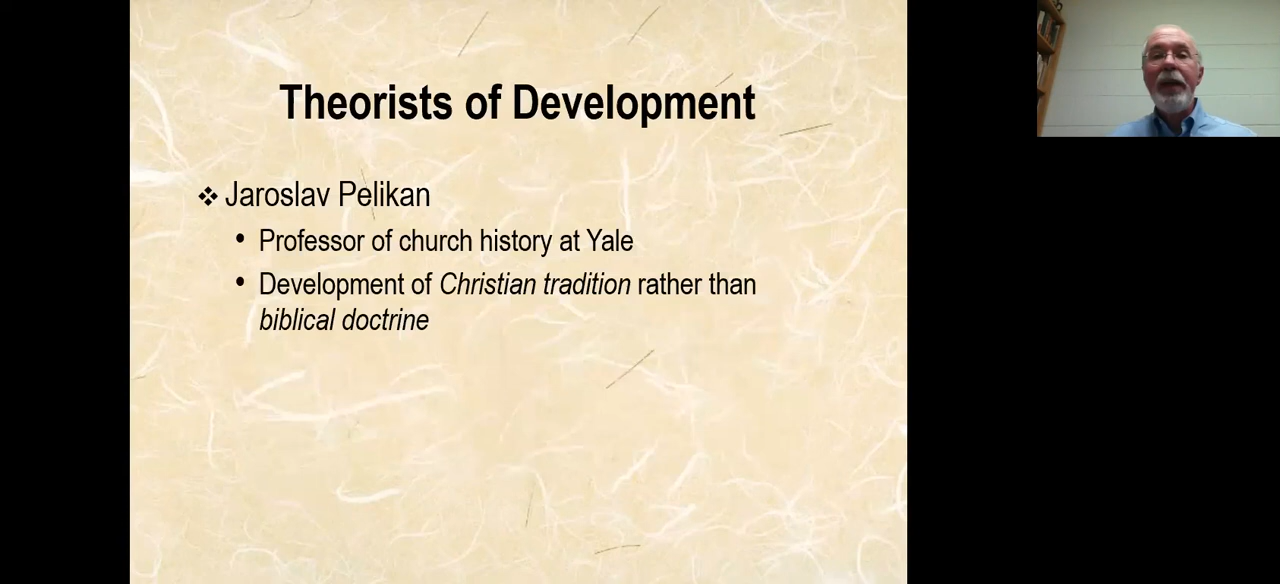 Theorists of Development
❖ Jaroslav Pelikan
• Professor of church history at Yale
• Development of Christian tradition rather than
biblical doctrine